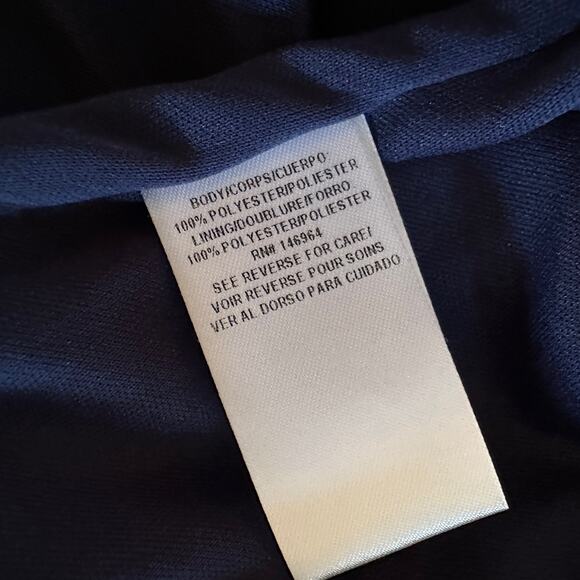 BODY/CORPS/CUERPO:
100% POLYESTER/POLIESTER
LINING/DOUBLURE/FORRO
100% POLYESTER/POLIESTER
RN# 146964
SEE REVERSE FOR CARE/
VOIR REVERSE POUR SOINS
VER AL DORSO PARA CUIDADO